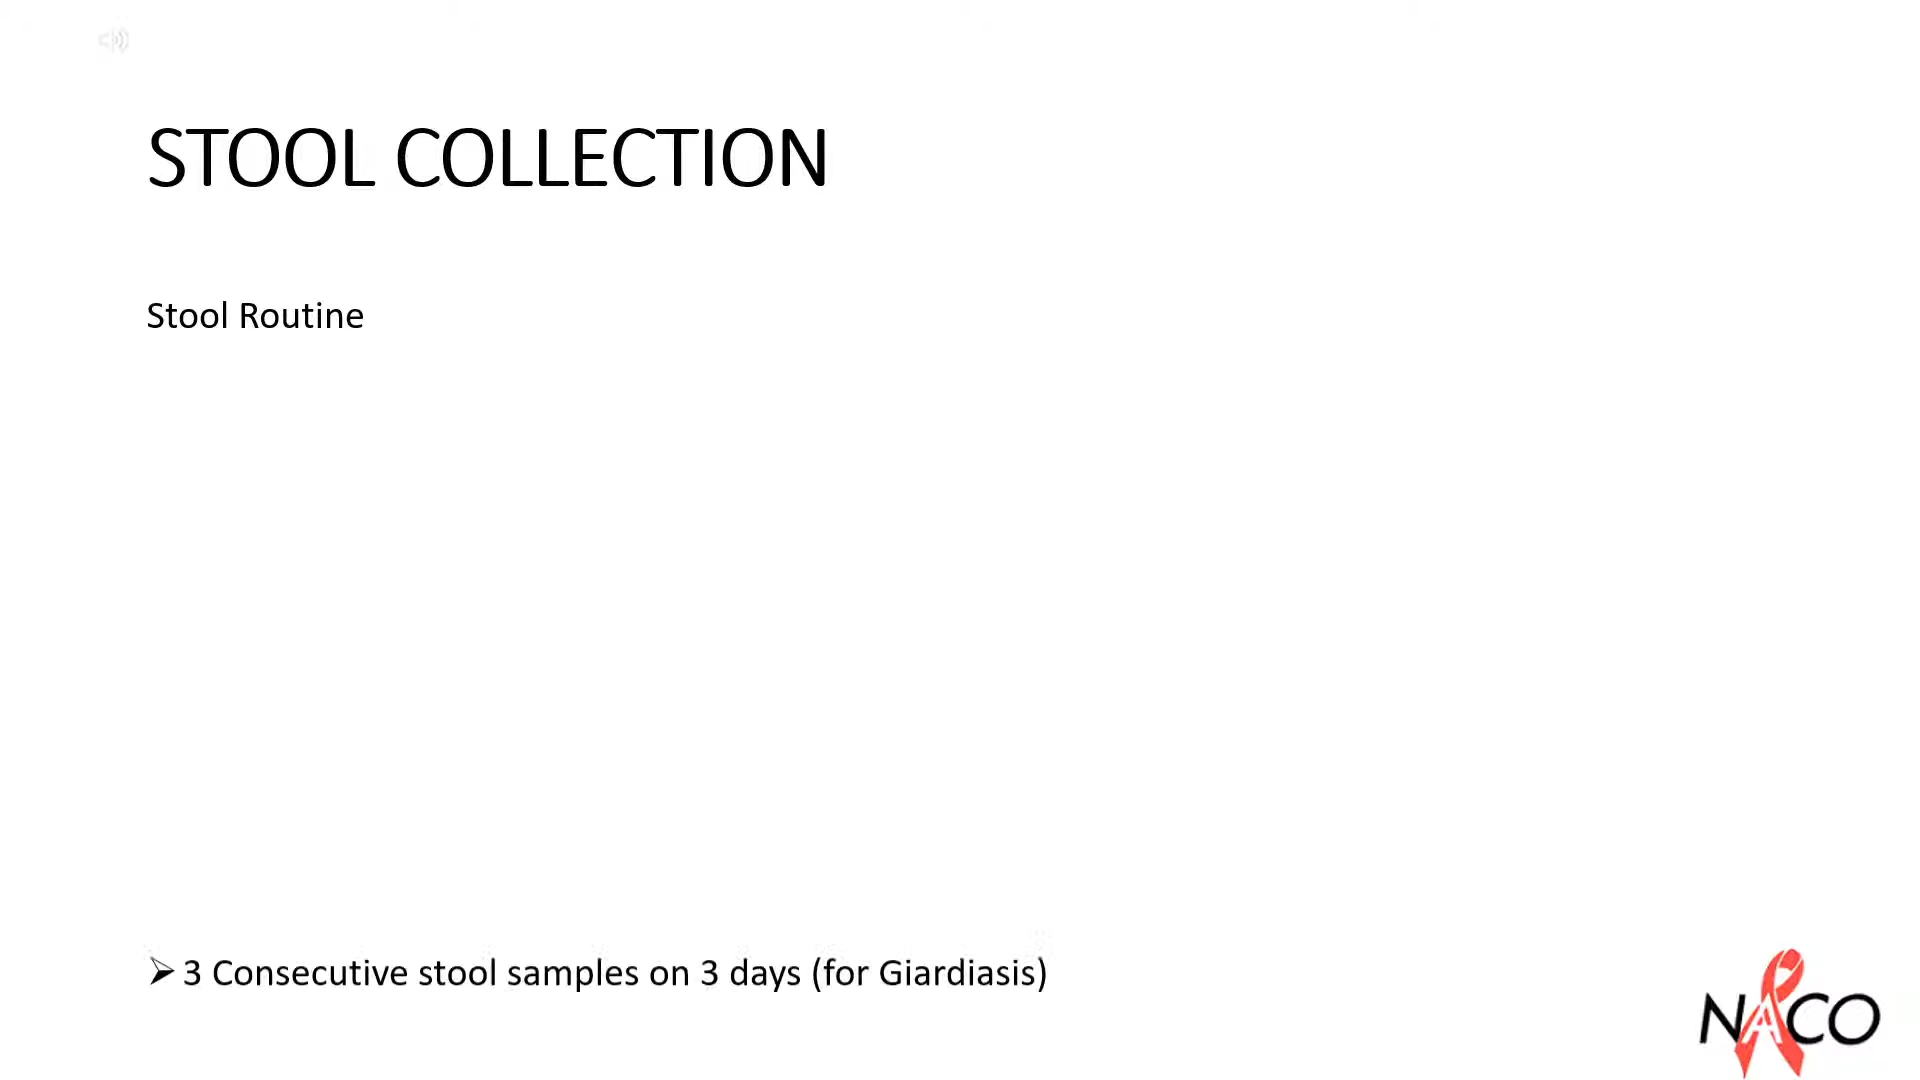 STOOL COLLECTION
Stool Routine
➢ 3 Consecutive stool samples on 3 days (for Giardiasis)
NACO